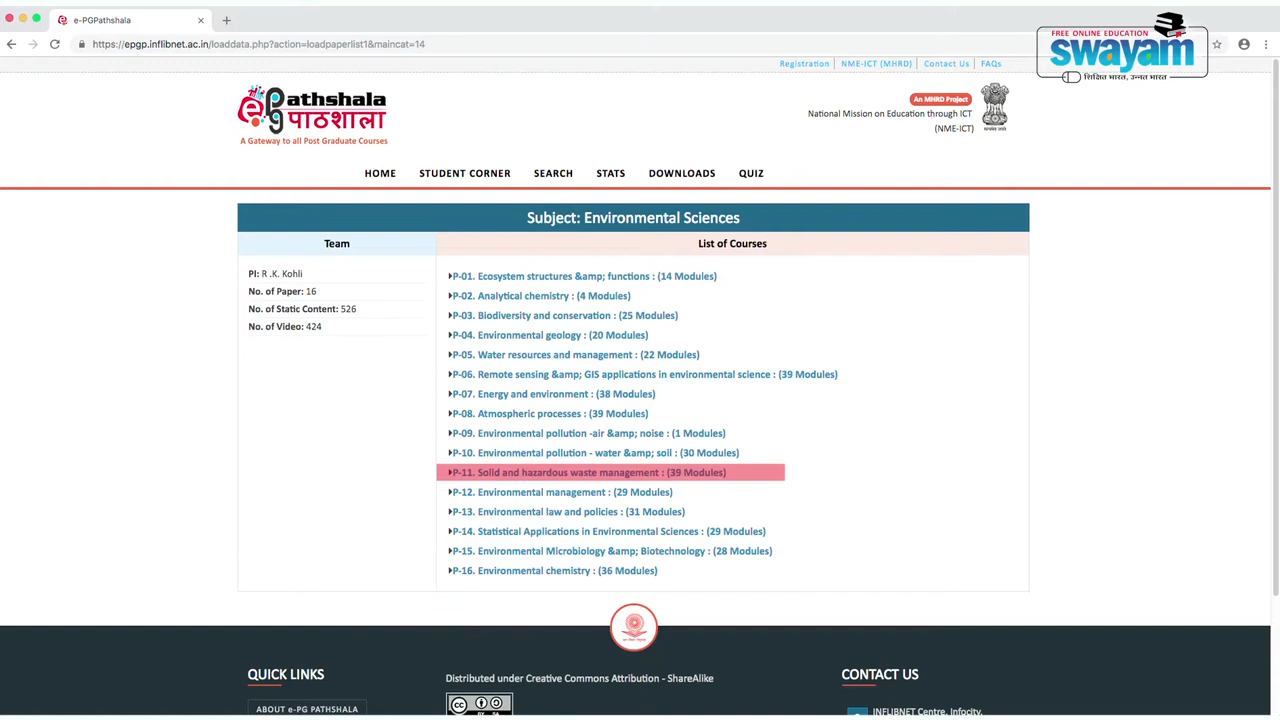 e-PGPathshala
https://epgp.inflibnet.ac.in/loaddata.php?action=loadpaperlist1&maincat=14
FREE ONLINE EDUCATION
swayam
शिक्षित भारत, उन्नत भारत
Registration
NME-ICT (MHRD)
Contact Us
FAQs
ePGPathshala
पाठशाला
A Gateway to all Post Graduate Courses
An MHRD Project
National Mission on Education through ICT
(NME-ICT)
HOME
STUDENT CORNER
SEARCH
STATS
DOWNLOADS
QUIZ
Subject: Environmental Sciences
Team
List of Courses
PI: R .K. Kohli
No. of Paper: 16
No. of Static Content: 526
No. of Video: 424
P-01. Ecosystem structures &amp; functions : (14 Modules)
P-02. Analytical chemistry : (4 Modules)
P-03. Biodiversity and conservation : (25 Modules)
P-04. Environmental geology : (20 Modules)
P-05. Water resources and management : (22 Modules)
P-06. Remote sensing &amp; GIS applications in environmental science : (39 Modules)
P-07. Energy and environment : (38 Modules)
P-08. Atmospheric processes : (39 Modules)
P-09. Environmental pollution -air &amp; noise : (1 Modules)
P-10. Environmental pollution - water &amp; soil : (30 Modules)
P-11. Solid and hazardous waste management : (39 Modules)
P-12. Environmental management : (29 Modules)
P-13. Environmental law and policies : (31 Modules)
P-14. Statistical Applications in Environmental Sciences : (29 Modules)
P-15. Environmental Microbiology &amp; Biotechnology : (28 Modules)
P-16. Environmental chemistry : (36 Modules)
QUICK LINKS
ABOUT e-PG PATHSHALA
Distributed under Creative Commons Attribution - ShareAlike
cc
CONTACT US
INFLIBNET Centre, Infocity,